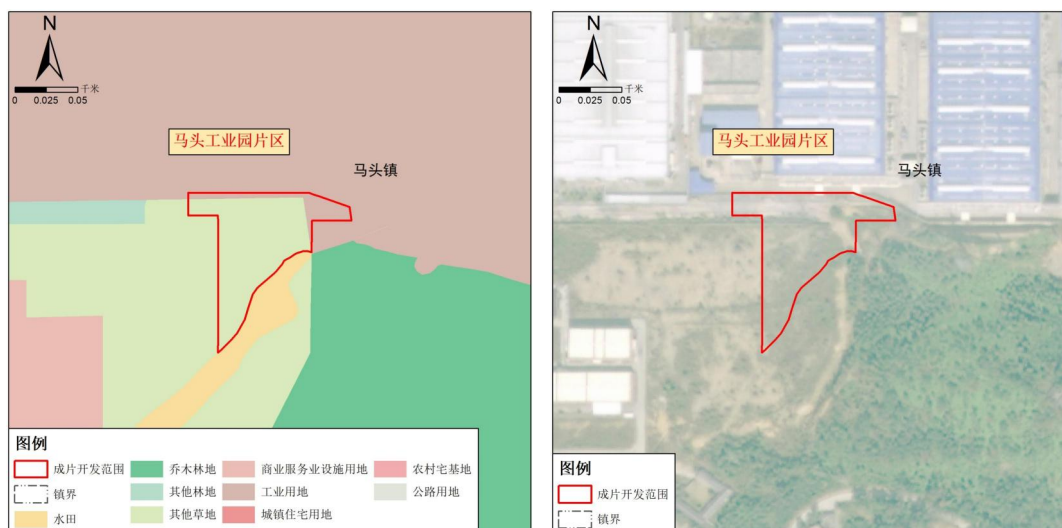 N
0 0.025 0.05 千米
马头工业园片区
马头镇
图例
成片开发范围 乔木林地 商业服务业设施用地 农村宅基地
镇界 其他林地 工业用地 公路用地
水田 其他草地 城镇住宅用地
N
0 0.025 0.05 千米
马头工业园片区
马头镇
图例
成片开发范围
镇界